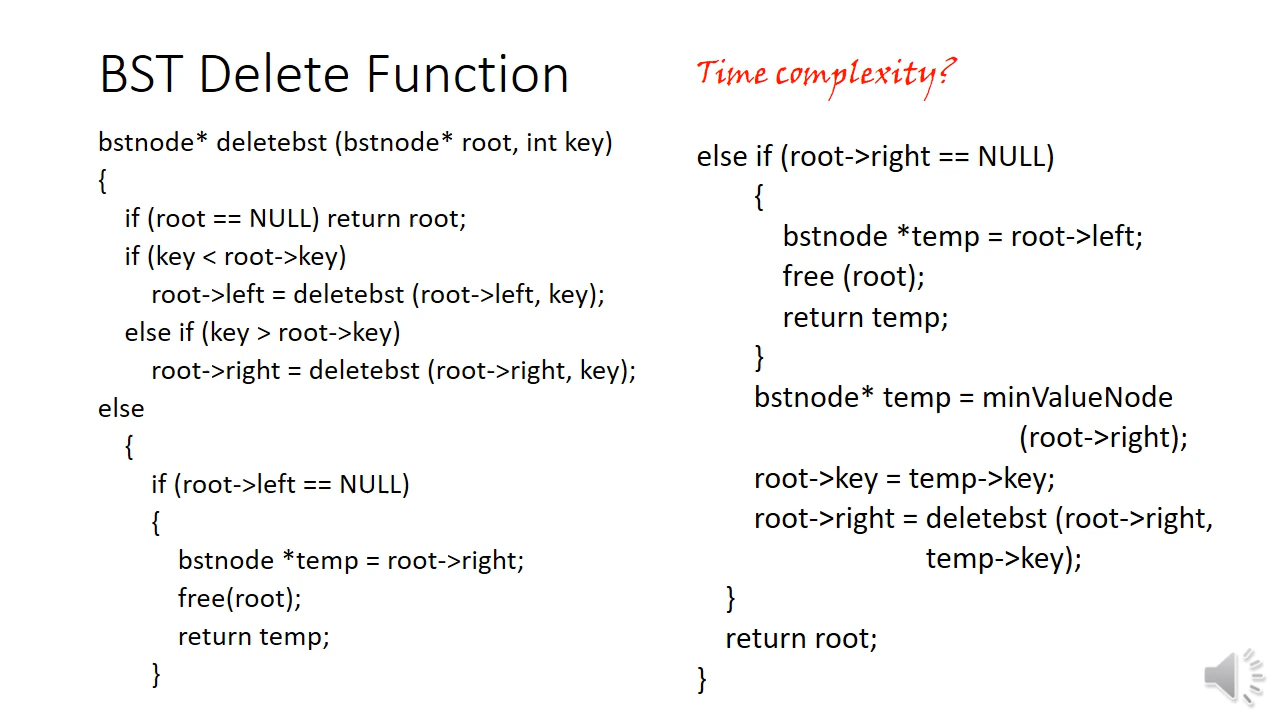 BST Delete Function
bstnode* deletebst (bstnode* root, int key)
{
if (root == NULL) return root;
if (key < root->key)
root->left = deletebst (root->left, key);
else if (key > root->key)
root->right = deletebst (root->right, key);
else
{
if (root->left == NULL)
{
bstnode *temp = root->right;
free(root);
return temp;
}
Time complexity?
else if (root->right == NULL)
{
bstnode *temp = root->left;
free (root);
return temp;
}
bstnode* temp = minValueNode
(root->right);
root->key = temp->key;
root->right = deletebst (root->right,
temp->key);
}
return root;
}